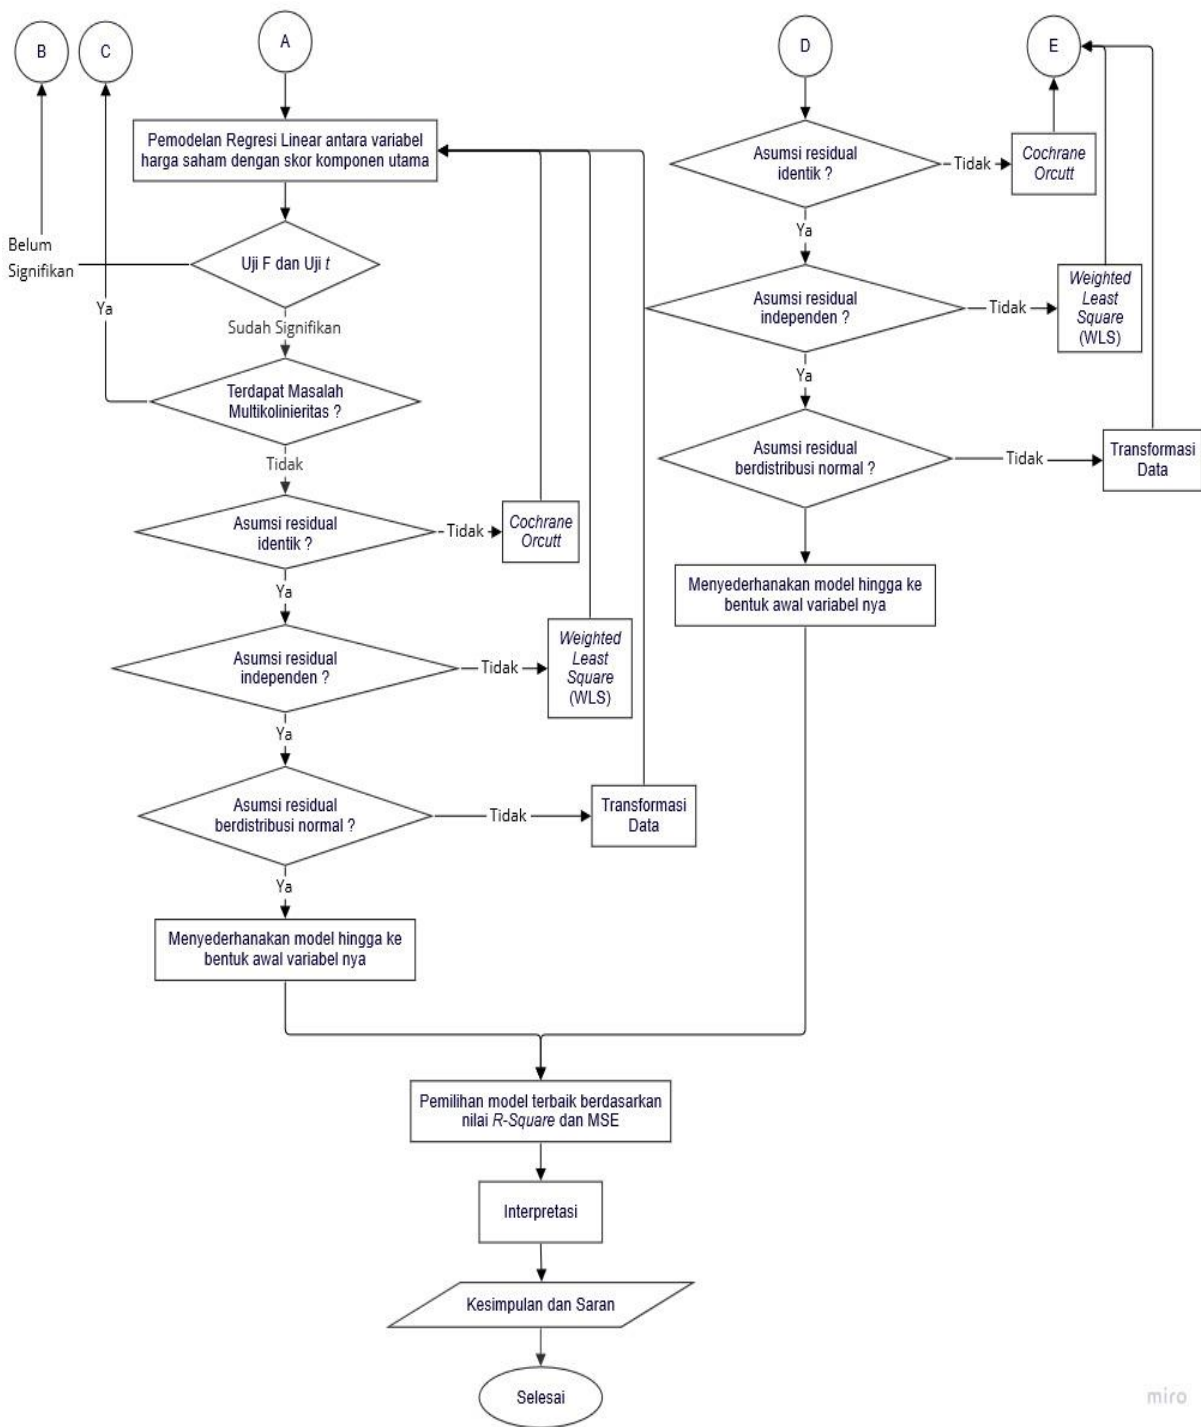 B
C
A
D
E
Pemodelan Regresi Linear antara variabel
harga saham dengan skor komponen utama
Belum
Signifikan
Uji F dan Uji t
Ya
Sudah Signifikan
Terdapat Masalah
Multikolinieritas ?
Tidak
Asumsi residual
identik ?
Tidak
Cochrane
Orcutt
Ya
Asumsi residual
independen ?
Tidak
Weighted
Least
Square
(WLS)
Ya
Asumsi residual
berdistribusi normal ?
Tidak
Transformasi
Data
Ya
Menyederhanakan model hingga ke
bentuk awal variabel nya
Asumsi residual
identik ?
Tidak
Cochrane
Orcutt
Ya
Asumsi residual
independen ?
Tidak
Weighted
Least
Square
(WLS)
Ya
Asumsi residual
berdistribusi normal ?
Tidak
Transformasi
Data
Menyederhanakan model hingga ke
bentuk awal variabel nya
Pemilihan model terbaik berdasarkan
nilai R-Square dan MSE
Interpretasi
Kesimpulan dan Saran
Selesai
miro